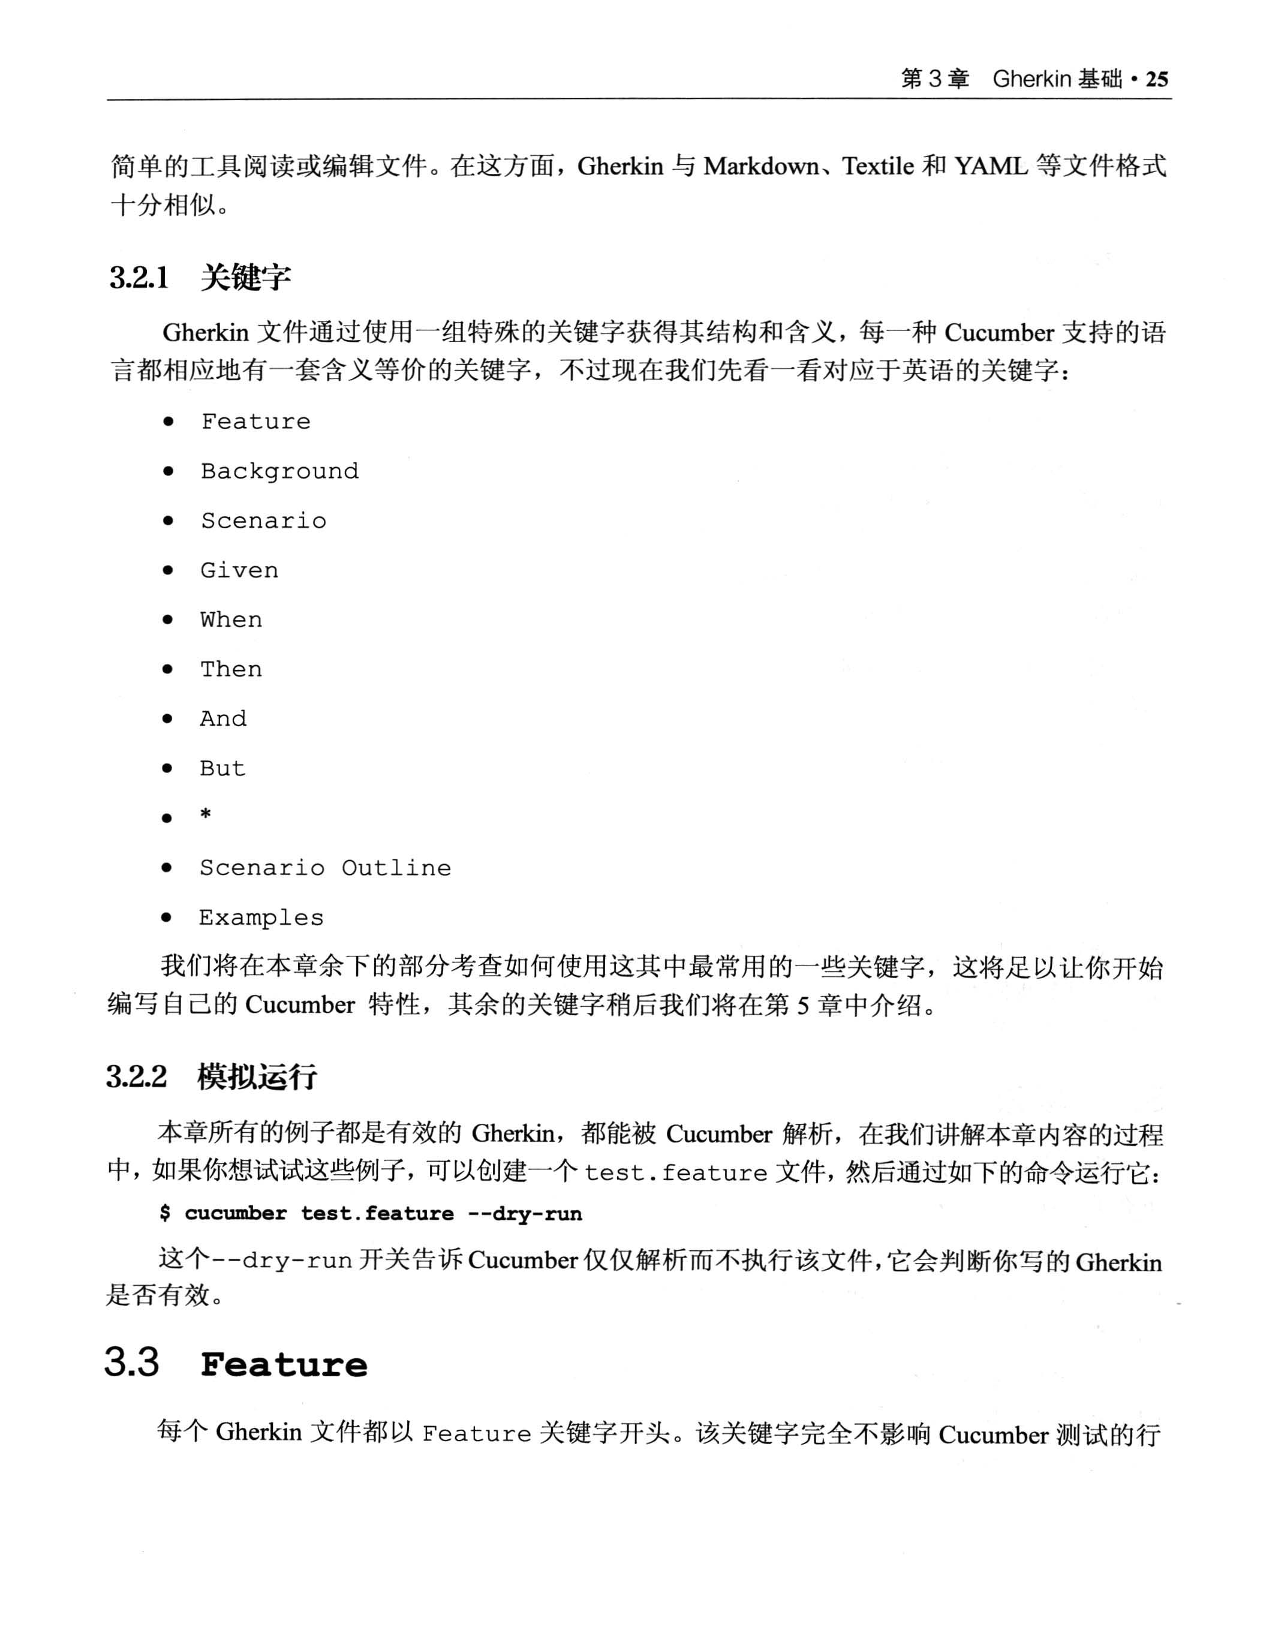 第 3 章 Gherkin 基础 • 25
简单的工具阅读或编辑文件。在这方面，Gherkin 与 Markdown、Textile 和 YAML 等文件格式
十分相似。
3.2.1 关键字
Gherkin 文件通过使用一组特殊的关键字获得其结构和含义，每一种 Cucumber 支持的语
言都相应地有一套含义等价的关键字，不过现在我们先看一看对应于英语的关键字：
• Feature
• Background
• Scenario
• Given
• When
• Then
• And
• But
• *
• Scenario Outline
• Examples
我们将在本章余下的部分考查如何使用这其中最常用的一些关键字，这将足以让你开始
编写自己的 Cucumber 特性，其余的关键字稍后我们将在第 5 章中介绍。
3.2.2 模拟运行
本章所有的例子都是有效的 Gherkin，都能被 Cucumber 解析，在我们讲解本章内容的过程
中，如果你想试试这些例子，可以创建一个 test.feature 文件，然后通过如下的命令运行它：
$ cucumber test.feature --dry-run
这个--dry-run 开关告诉 Cucumber 仅仅解析而不执行该文件，它会判断你写的 Gherkin
是否有效。
3.3 Feature
每个 Gherkin 文件都以 Feature 关键字开头。该关键字完全不影响 Cucumber 测试的行